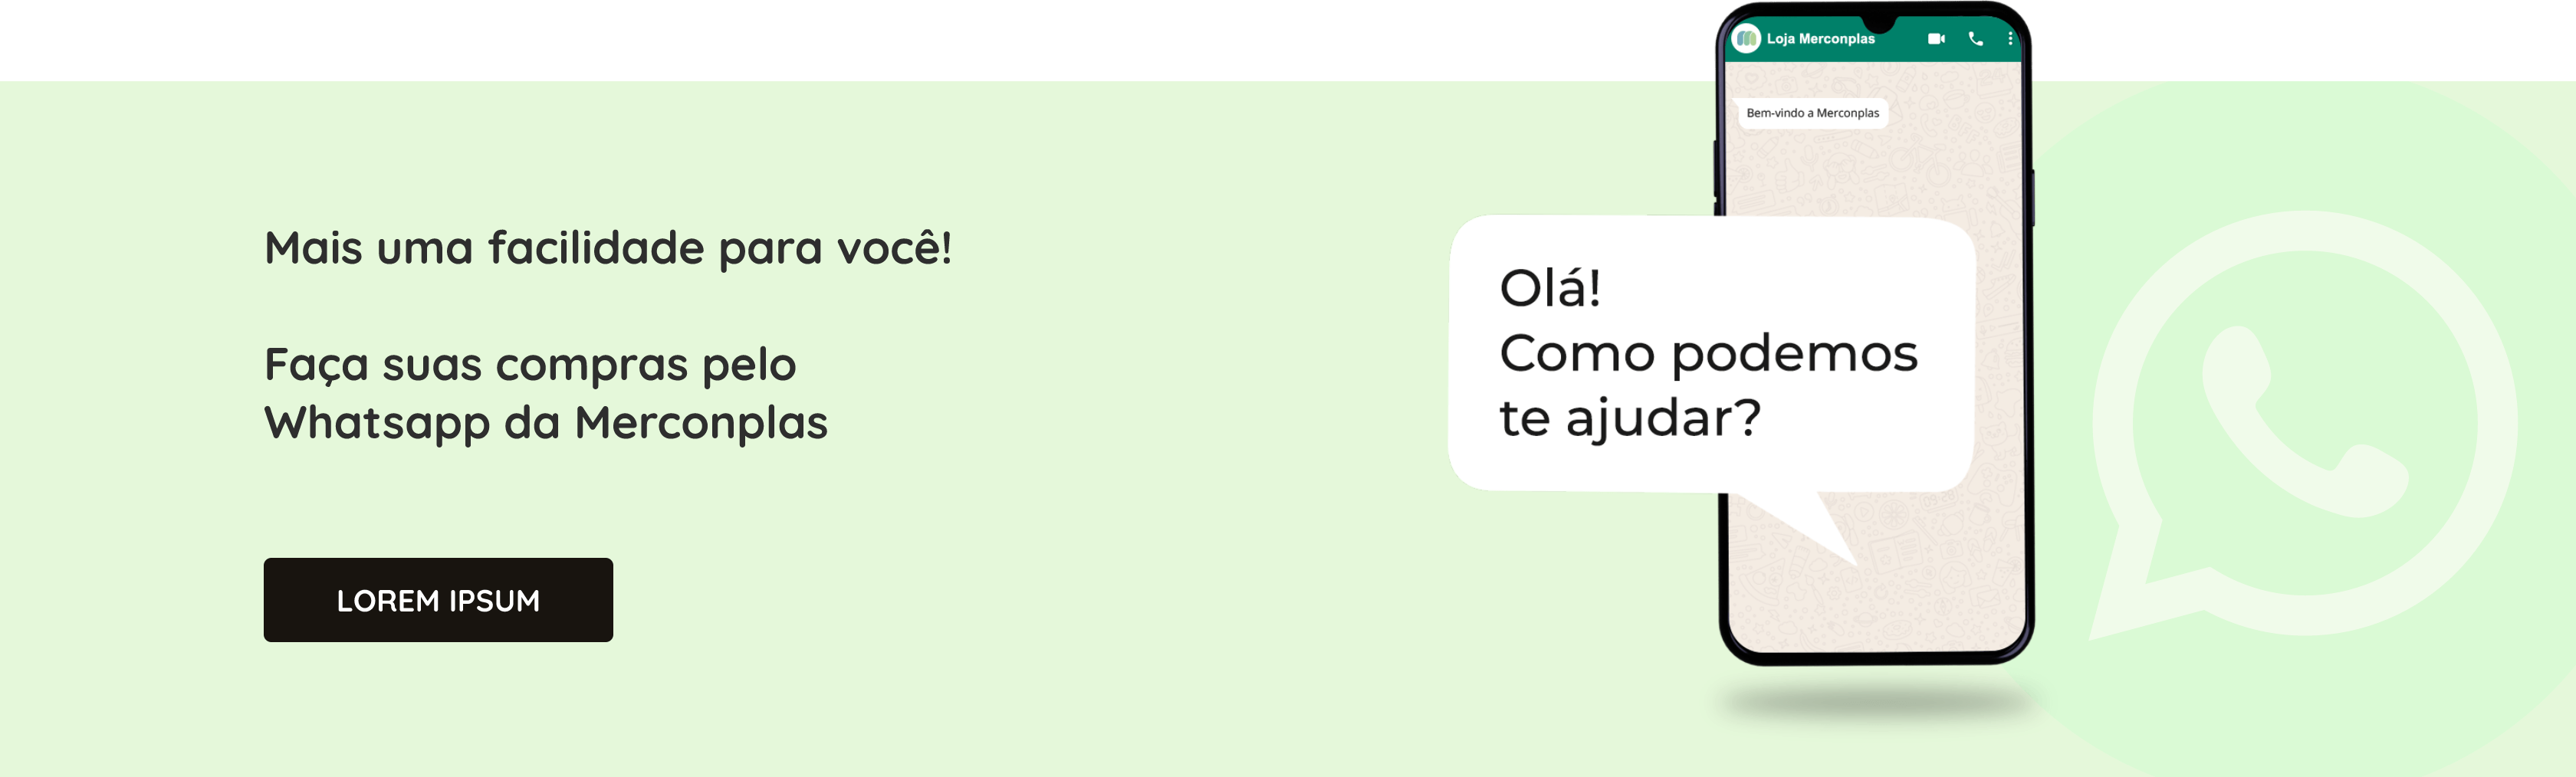 Mais uma facilidade para você!
Faça suas compras pelo
Whatsapp da Merconplas
LOREM IPSUM
Loja Merconplas
Bem-vindo a Merconplas
Olá!
Como podemos
te ajudar?